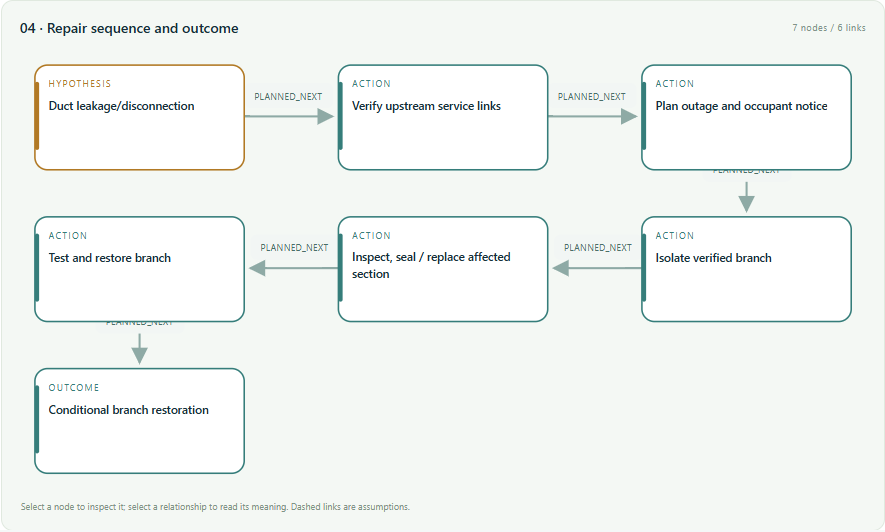 04 · Repair sequence and outcome
7 nodes / 6 links
HYPOTHESIS
Duct leakage/disconnection
PLANNED_NEXT
ACTION
Verify upstream service links
PLANNED_NEXT
ACTION
Plan outage and occupant notice
PLANNED_NEXT
ACTION
Test and restore branch
PLANNED_NEXT
ACTION
Inspect, seal / replace affected
section
PLANNED_NEXT
ACTION
Isolate verified branch
PLANNED_NEXT
OUTCOME
Conditional branch restoration
Select a node to inspect it; select a relationship to read its meaning. Dashed links are assumptions.